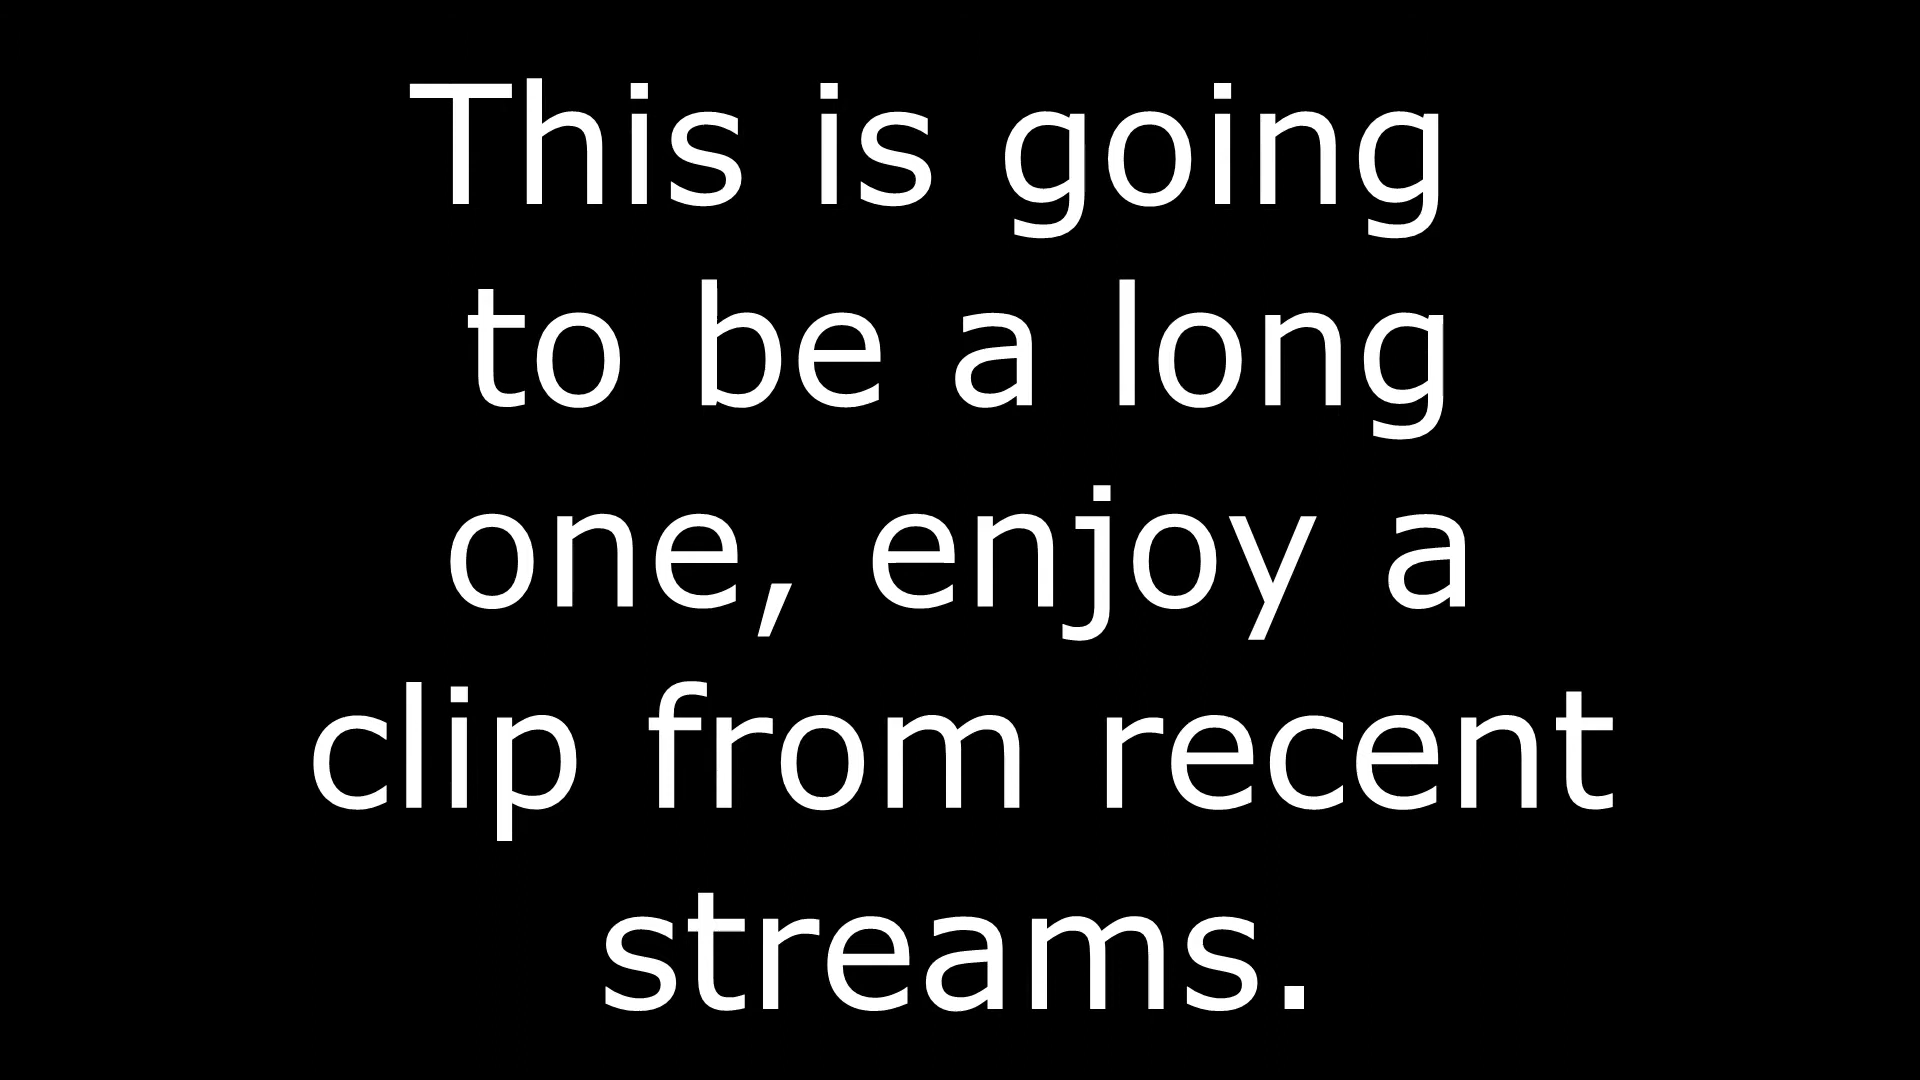 This is going
to be a long
one, enjoy a
clip from recent
streams.